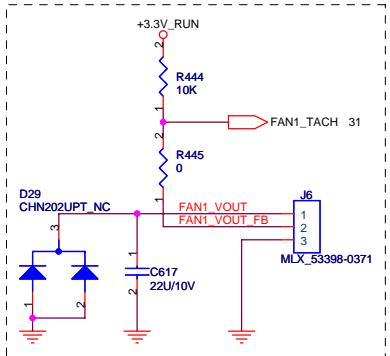 +3.3V_RUN
2
R444
10K
1
FAN1_TACH 31
2
R445
0
1
D29
CHN202UPT_NC
3
1
2
FAN1_VOUT
FAN1_VOUT_FB
J6
1
2
3
MLX_53398-0371
1
C617
22U/10V
2